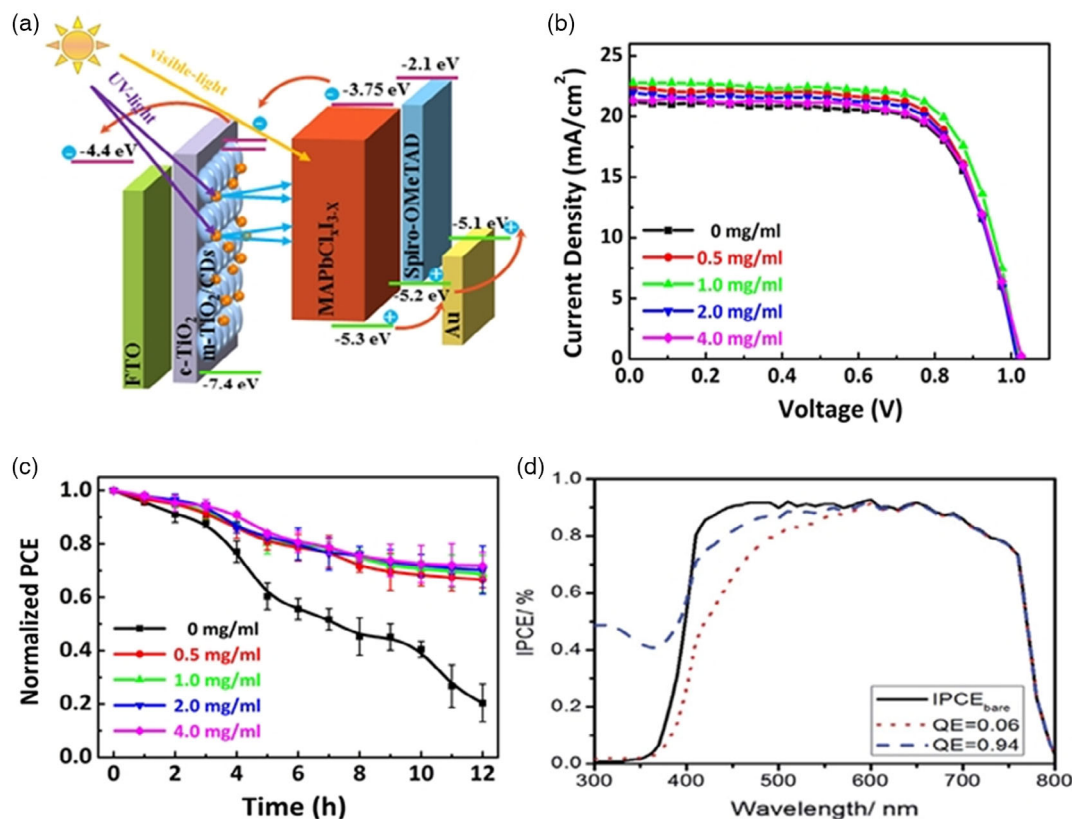 (a)
visible-light
UV-light
-4.4 eV
-3.75 eV
-2.1 eV
-5.1 eV
-5.2 eV
-5.3 eV
-7.4 eV
FTO
c-TiO2
m-TiO2/CDs
MAPbClxI3-X
Spiro-OMeTAD
Au
(b)
Current Density (mA/cm2)
25
20
15
10
5
0
0 mg/ml
0.5 mg/ml
1.0 mg/ml
2.0 mg/ml
4.0 mg/ml
0.0 0.2 0.4 0.6 0.8 1.0
Voltage (V)
(c)
Normalized PCE
1.0
0.8
0.6
0.4
0.2
0.0
0 mg/ml
0.5 mg/ml
1.0 mg/ml
2.0 mg/ml
4.0 mg/ml
0 2 4 6 8 10 12
Time (h)
(d)
IPCE/ %
1.0
0.8
0.6
0.4
0.2
0.0
IPCEbare
QE=0.06
QE=0.94
300 400 500 600 700 800
Wavelength/ nm